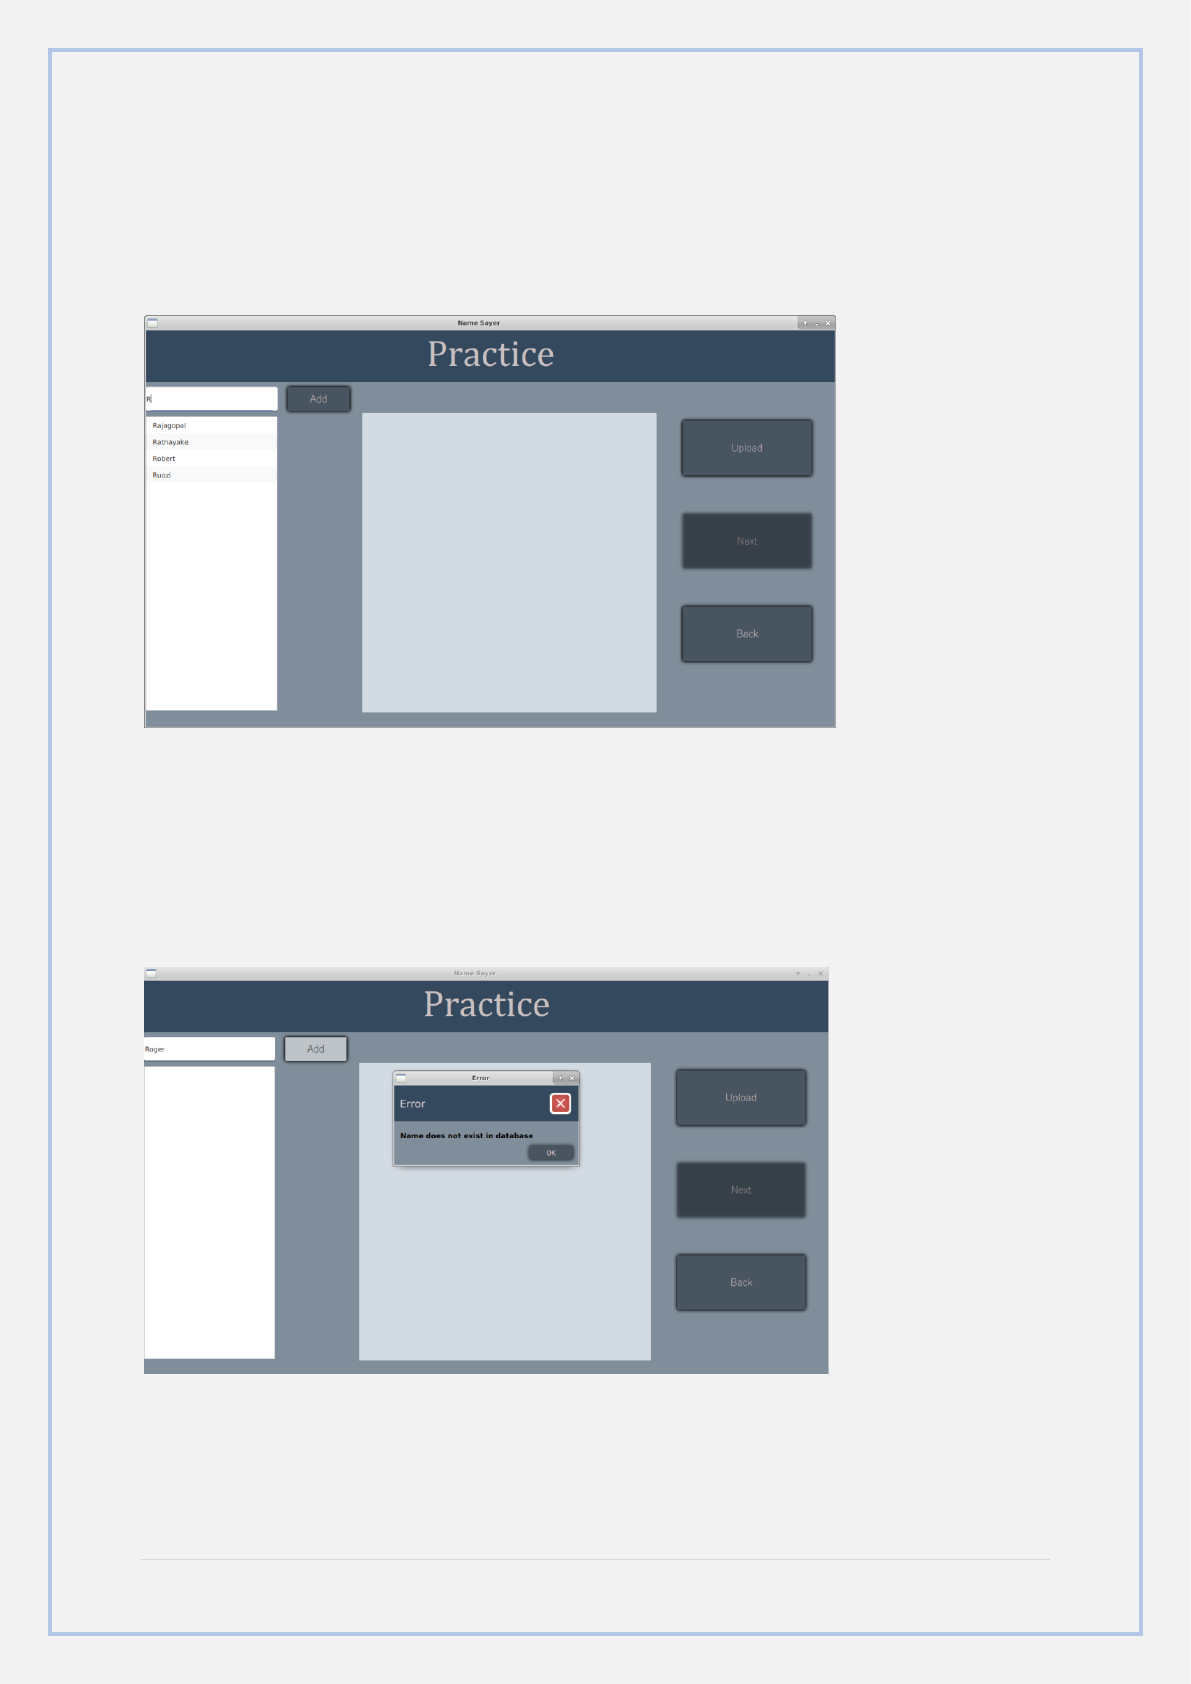 Name Sayer
Practice
R
Add
Rajagopal
Ratnayake
Robert
Ruozi
Upload
Next
Back
Name Sayer
Practice
Roger
Add
Error
Error
Name does not exist in database
OK
Upload
Next
Back